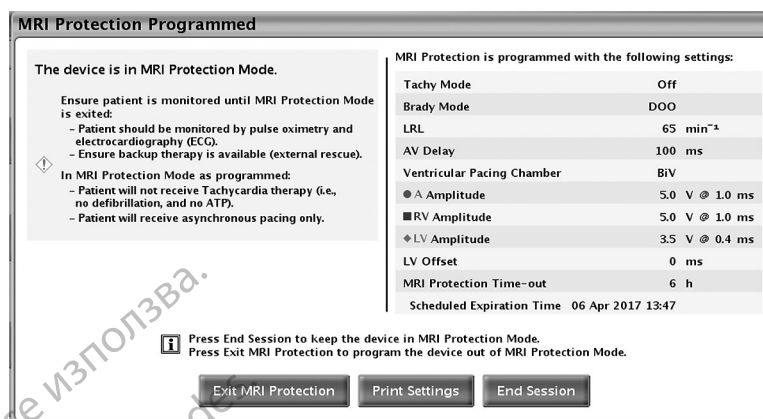 MRI Protection Programmed
The device is in MRI Protection Mode.
Ensure patient is monitored until MRI Protection Mode
is exited:
– Patient should be monitored by pulse oximetry and
electrocardiography (ECG).
– Ensure backup therapy is available (external rescue).
In MRI Protection Mode as programmed:
– Patient will not receive Tachycardia therapy (i.e.,
no defibrillation, and no ATP).
– Patient will receive asynchronous pacing only.
MRI Protection is programmed with the following settings:
Tachy Mode Off
Brady Mode DOO
LRL 65 min⁻¹
AV Delay 100 ms
Ventricular Pacing Chamber BiV
A Amplitude 5.0 V @ 1.0 ms
RV Amplitude 5.0 V @ 1.0 ms
LV Amplitude 3.5 V @ 0.4 ms
LV Offset 0 ms
MRI Protection Time-out 6 h
Scheduled Expiration Time 06 Apr 2017 13:47
Press End Session to keep the device in MRI Protection Mode.
Press Exit MRI Protection to program the device out of MRI Protection Mode.
Exit MRI Protection Print Settings End Session
се използва.